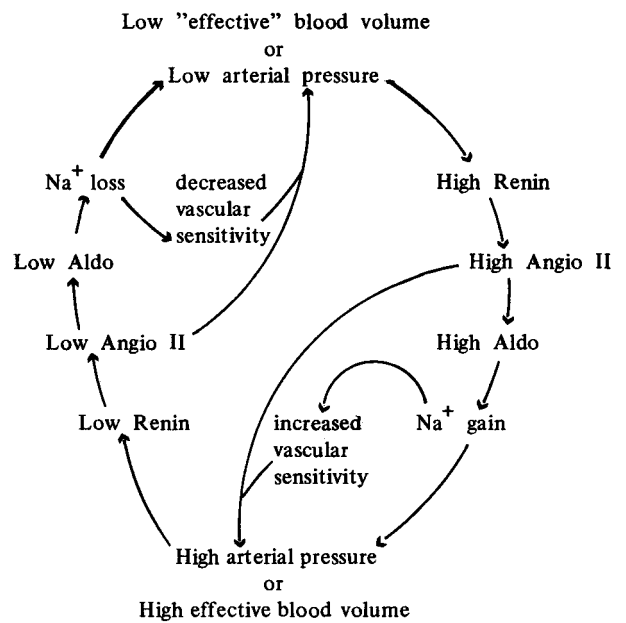 Low "effective" blood volume
or
Low arterial pressure
Na+ loss
decreased
vascular
sensitivity
High Renin
Low Aldo
High Angio II
Low Angio II
High Aldo
Low Renin
increased
vascular
sensitivity
Na+ gain
High arterial pressure
or
High effective blood volume